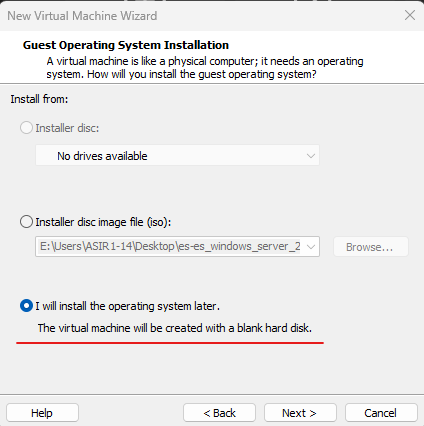 New Virtual Machine Wizard
Guest Operating System Installation
A virtual machine is like a physical computer; it needs an operating
system. How will you install the guest operating system?
Install from:
Installer disc:
No drives available
Installer disc image file (iso):
E:\Users\ASIR1-14\Desktop\es-es_windows_server_2
Browse...
I will install the operating system later.
The virtual machine will be created with a blank hard disk.
Help
< Back
Next >
Cancel